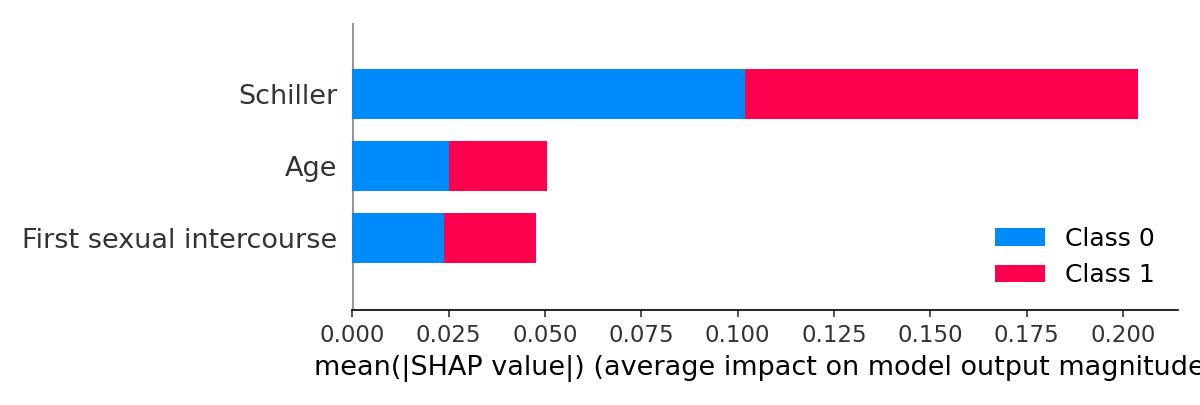 Schiller
Age
First sexual intercourse
Class 0
Class 1
0.000 0.025 0.050 0.075 0.100 0.125 0.150 0.175 0.200
mean(|SHAP value|) (average impact on model output magnitude